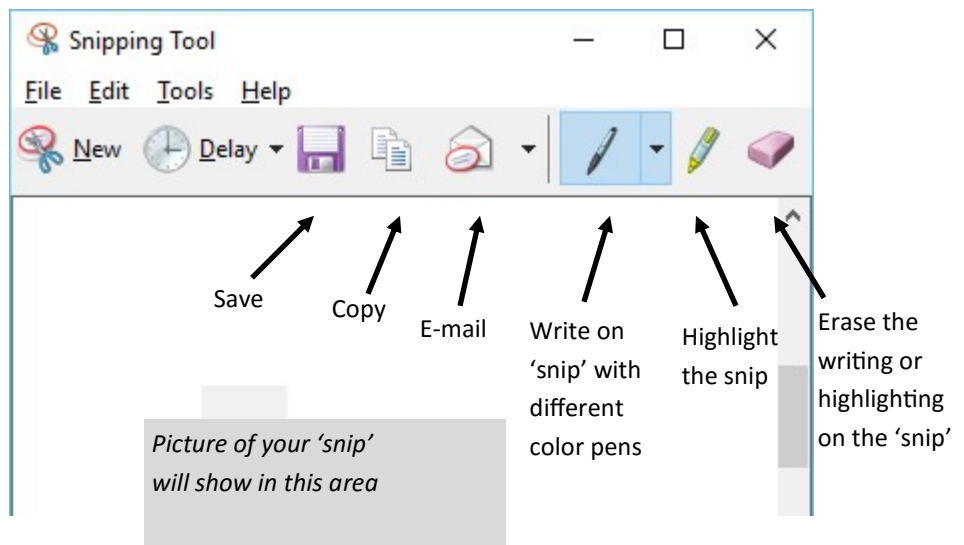 Snipping Tool
File Edit Tools Help
New Delay
Save
Copy
E-mail
Write on
‘snip’ with
different
color pens
Highlight
the snip
Erase the
writing or
highlighting
on the ‘snip’
Picture of your ‘snip’
will show in this area